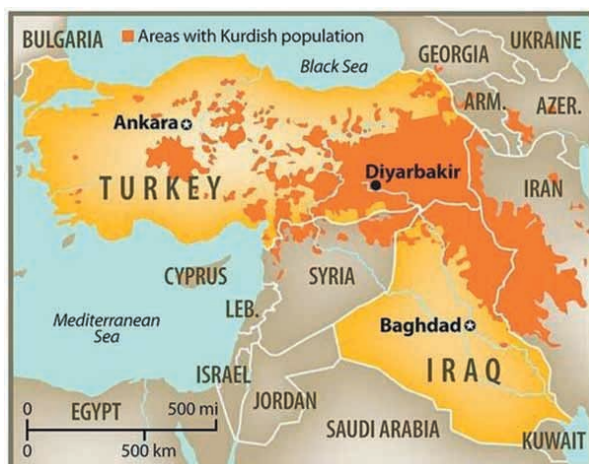 BULGARIA
Areas with Kurdish population
UKRAINE
GEORGIA
Black Sea
ARM.
AZER.
Ankara
Diyarbakir
TURKEY
IRAN
CYPRUS
SYRIA
LEB.
Mediterranean
Sea
Baghdad
ISRAEL
IRAQ
JORDAN
EGYPT
SAUDI ARABIA
KUWAIT
0 500 mi
0 500 km